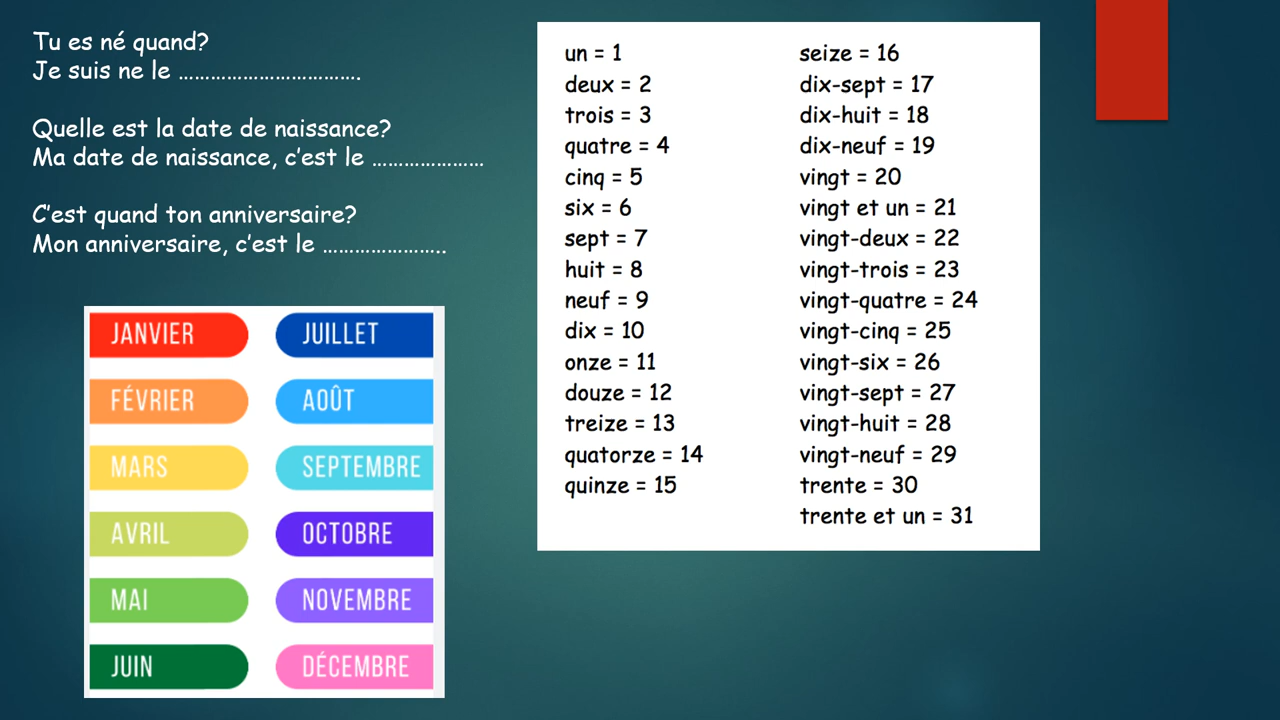 Tu es né quand?
Je suis ne le ……………………………….
Quelle est la date de naissance?
Ma date de naissance, c’est le …………………
C’est quand ton anniversaire?
Mon anniversaire, c’est le …………………..
JANVIER
FÉVRIER
MARS
AVRIL
MAI
JUIN
JUILLET
AOÛT
SEPTEMBRE
OCTOBRE
NOVEMBRE
DÉCEMBRE
un = 1
deux = 2
trois = 3
quatre = 4
cinq = 5
six = 6
sept = 7
huit = 8
neuf = 9
dix = 10
onze = 11
douze = 12
treize = 13
quatorze = 14
quinze = 15
seize = 16
dix-sept = 17
dix-huit = 18
dix-neuf = 19
vingt = 20
vingt et un = 21
vingt-deux = 22
vingt-trois = 23
vingt-quatre = 24
vingt-cinq = 25
vingt-six = 26
vingt-sept = 27
vingt-huit = 28
vingt-neuf = 29
trente = 30
trente et un = 31